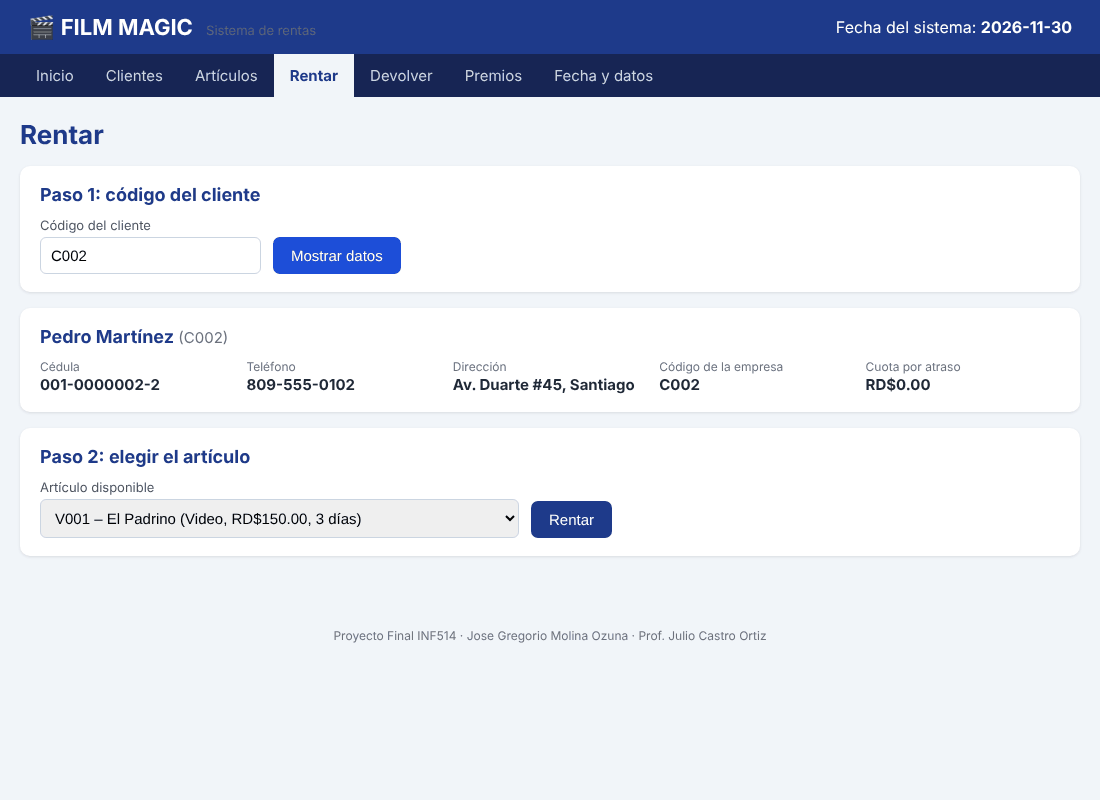 🎬 FILM MAGIC Sistema de rentas Fecha del sistema: 2026-11-30
Inicio Clientes Artículos Rentar Devolver Premios Fecha y datos
Rentar
Paso 1: código del cliente
Código del cliente
C002 Mostrar datos
Pedro Martínez (C002)
Cédula Teléfono Dirección Código de la empresa Cuota por atraso
001-0000002-2 809-555-0102 Av. Duarte #45, Santiago C002 RD$0.00
Paso 2: elegir el artículo
Artículo disponible
V001 – El Padrino (Video, RD$150.00, 3 días) Rentar
Proyecto Final INF514 · Jose Gregorio Molina Ozuna · Prof. Julio Castro Ortiz